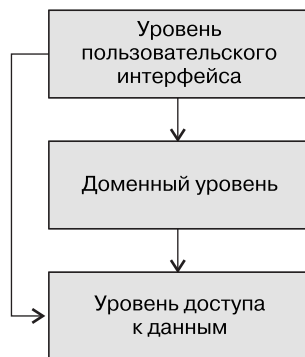 Уровень
пользовательского
интерфейса
Доменный уровень
Уровень доступа
к данным